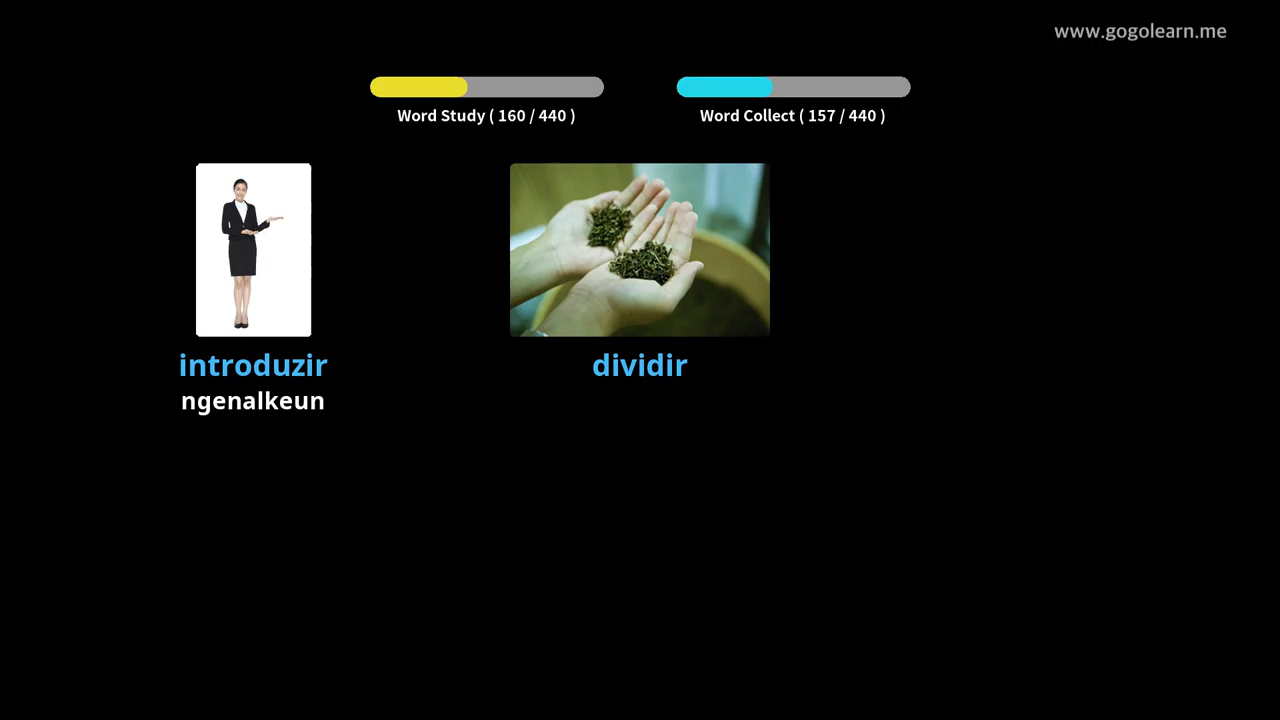 www.gogolearn.me
Word Study ( 160 / 440 )
Word Collect ( 157 / 440 )
introduzir
ngenalkeun
dividir